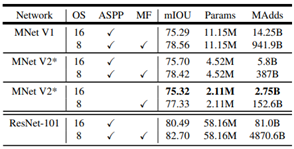 Network OS ASPP MF mIOU Params MAdds
MNet V1 16 ✓ 75.29 11.15M 14.25B
8 ✓ ✓ 78.56 11.15M 941.9B
MNet V2* 16 ✓ 75.70 4.52M 5.8B
8 ✓ ✓ 78.42 4.52M 387B
MNet V2* 16 75.32 2.11M 2.75B
8 ✓ 77.33 2.11M 152.6B
ResNet-101 16 ✓ 80.49 58.16M 81.0B
8 ✓ ✓ 82.70 58.16M 4870.6B